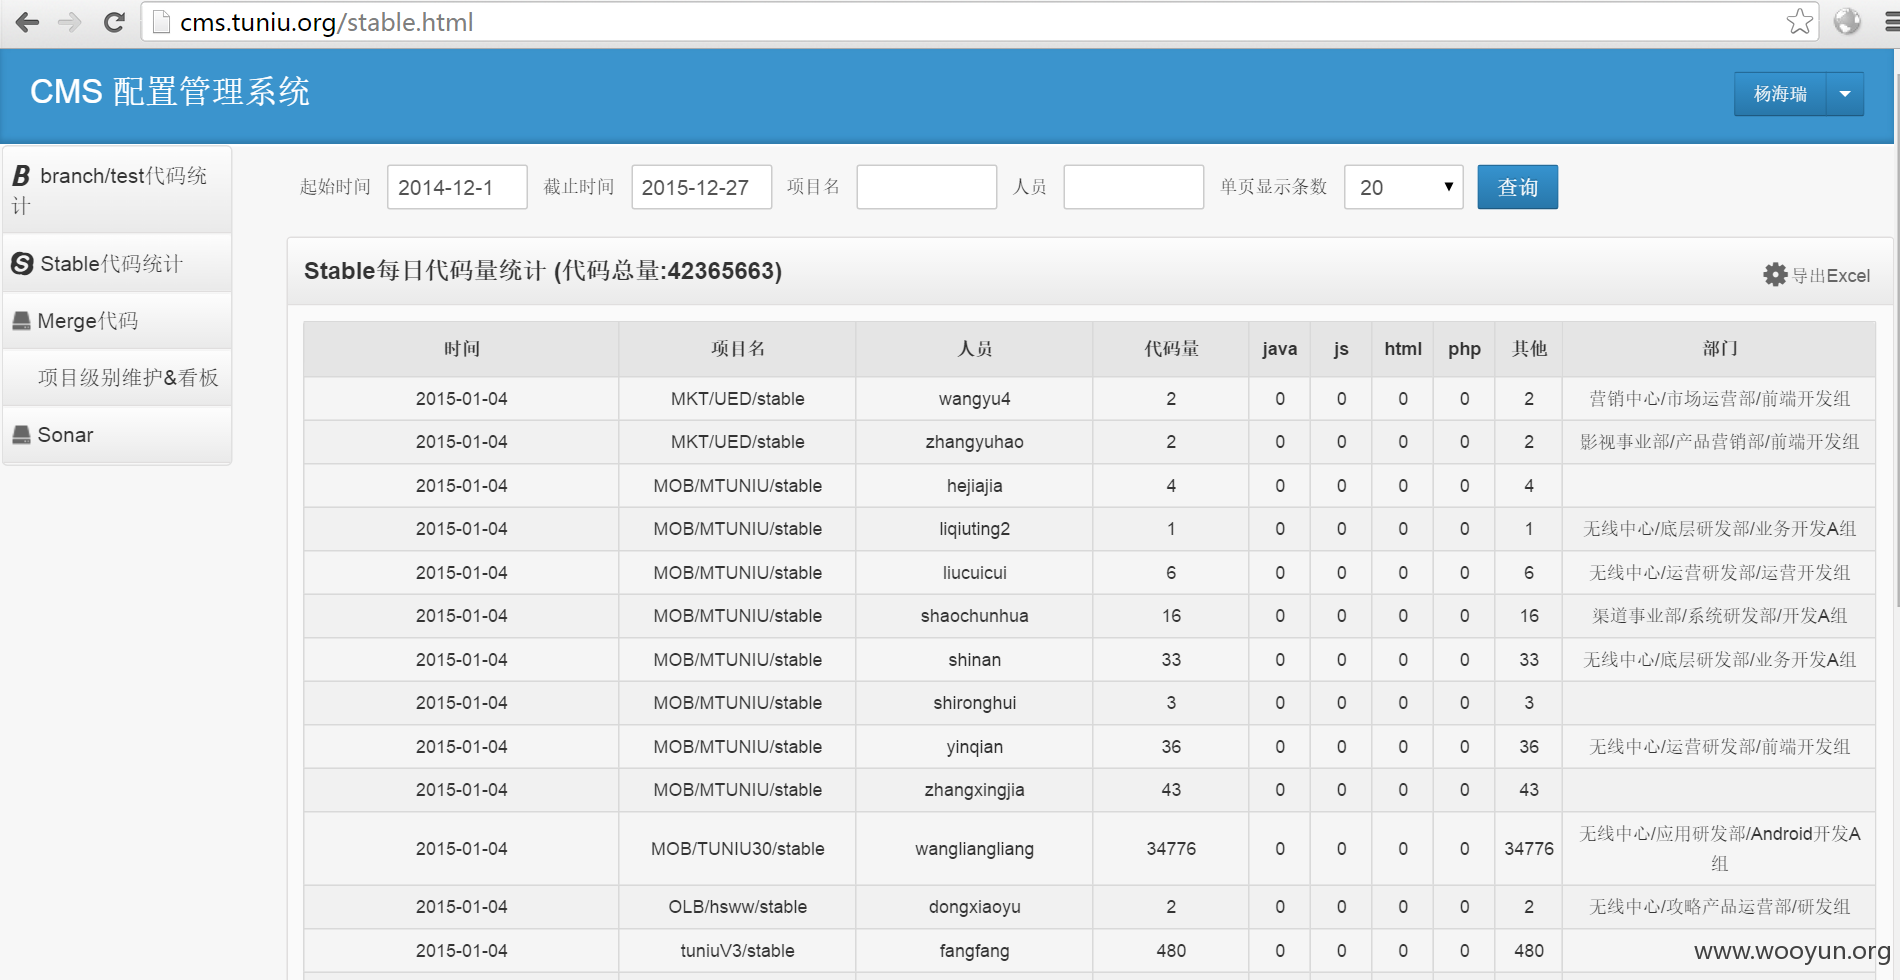 cms.tuniu.org/stable.html
CMS 配置管理系统
杨海瑞
branch/test代码统
计
Stable代码统计
Merge代码
项目级别维护&看板
Sonar
起始时间 2014-12-1 截止时间 2015-12-27 项目名 人员 单页显示条数 20 查询
Stable每日代码量统计 (代码总量:42365663)
导出Excel
时间 项目名 人员 代码量 java js html php 其他 部门
2015-01-04 MKT/UED/stable wangyu4 2 0 0 0 0 2 营销中心/市场运营部/前端开发组
2015-01-04 MKT/UED/stable zhangyuhao 2 0 0 0 0 2 影视事业部/产品营销部/前端开发组
2015-01-04 MOB/MTUNIU/stable hejiajia 4 0 0 0 0 4
2015-01-04 MOB/MTUNIU/stable liqiuting2 1 0 0 0 0 1 无线中心/底层研发部/业务开发A组
2015-01-04 MOB/MTUNIU/stable liucuicui 6 0 0 0 0 6 无线中心/运营研发部/运营开发组
2015-01-04 MOB/MTUNIU/stable shaochunhua 16 0 0 0 0 16 渠道事业部/系统研发部/开发A组
2015-01-04 MOB/MTUNIU/stable shinan 33 0 0 0 0 33 无线中心/底层研发部/业务开发A组
2015-01-04 MOB/MTUNIU/stable shironghui 3 0 0 0 0 3
2015-01-04 MOB/MTUNIU/stable yinqian 36 0 0 0 0 36 无线中心/运营研发部/前端开发组
2015-01-04 MOB/MTUNIU/stable zhangxingjia 43 0 0 0 0 43
2015-01-04 MOB/TUNIU30/stable wangliangliang 34776 0 0 0 0 34776 无线中心/应用研发部/Android开发A
组
2015-01-04 OLB/hsww/stable dongxiaoyu 2 0 0 0 0 2 无线中心/攻略产品运营部/研发组
2015-01-04 tuniuV3/stable fangfang 480 0 0 0 0 480
www.wooyun.org